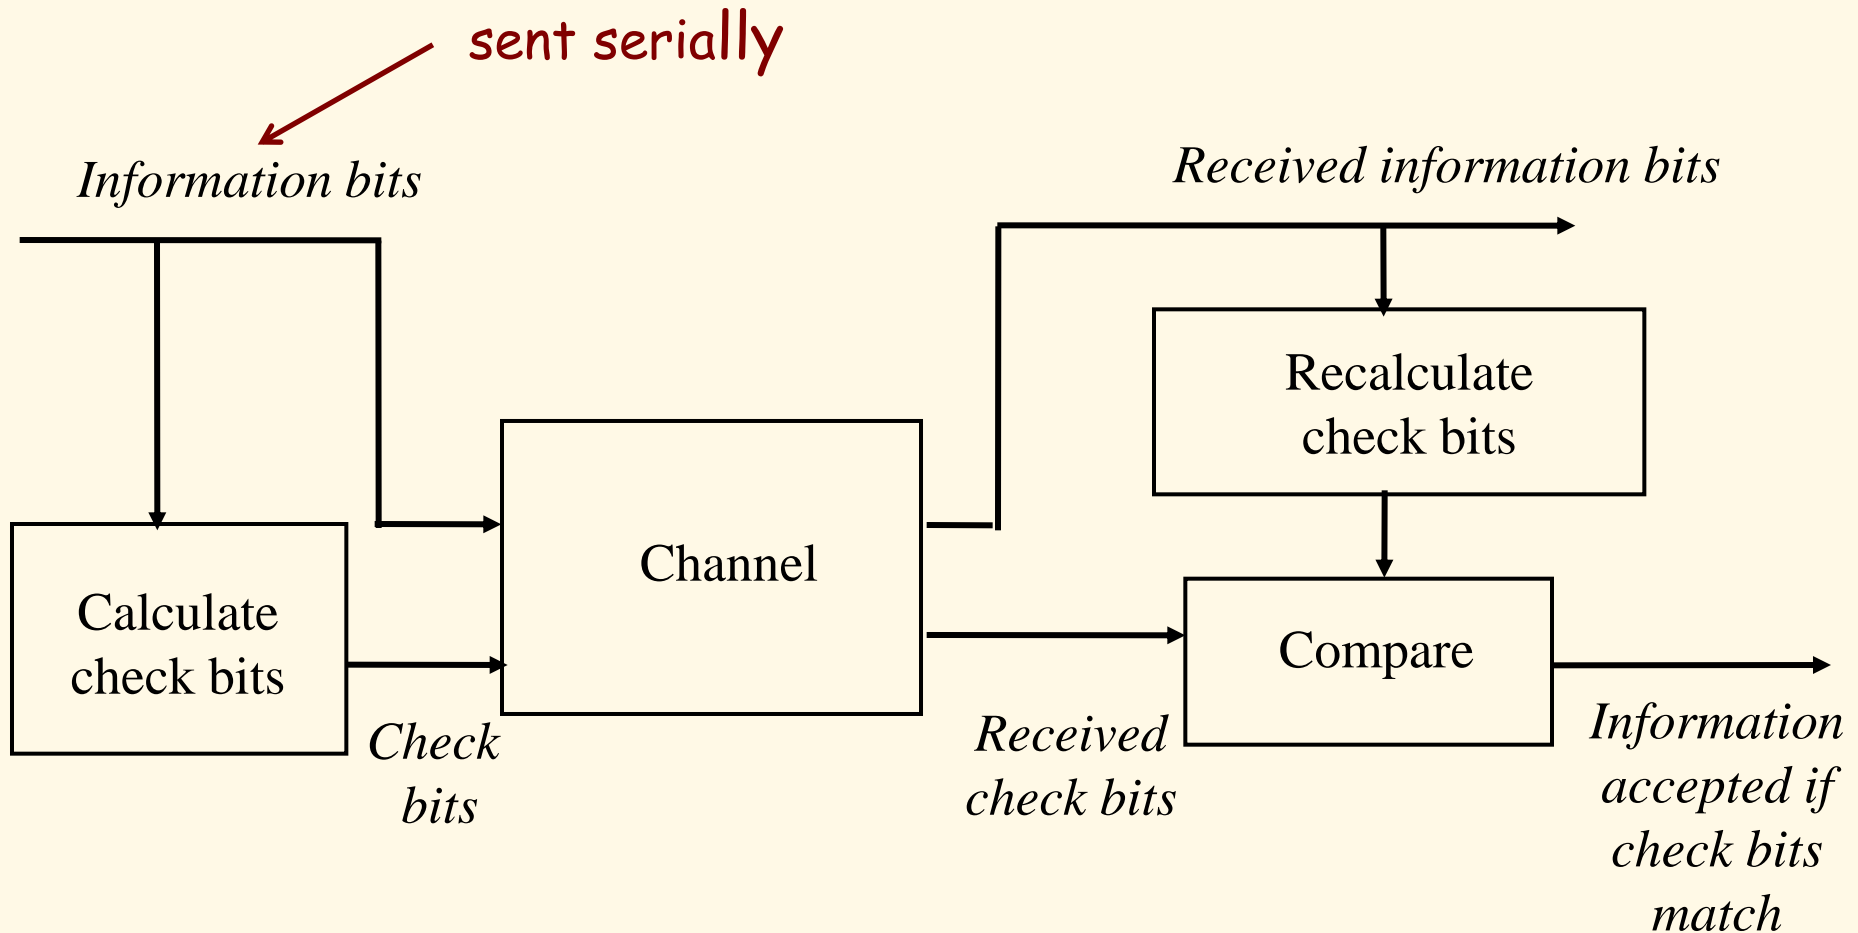 sent serially
Information bits
Received information bits
Recalculate
check bits
Channel
Calculate
check bits
Compare
Check
bits
Received
check bits
Information
accepted if
check bits
match